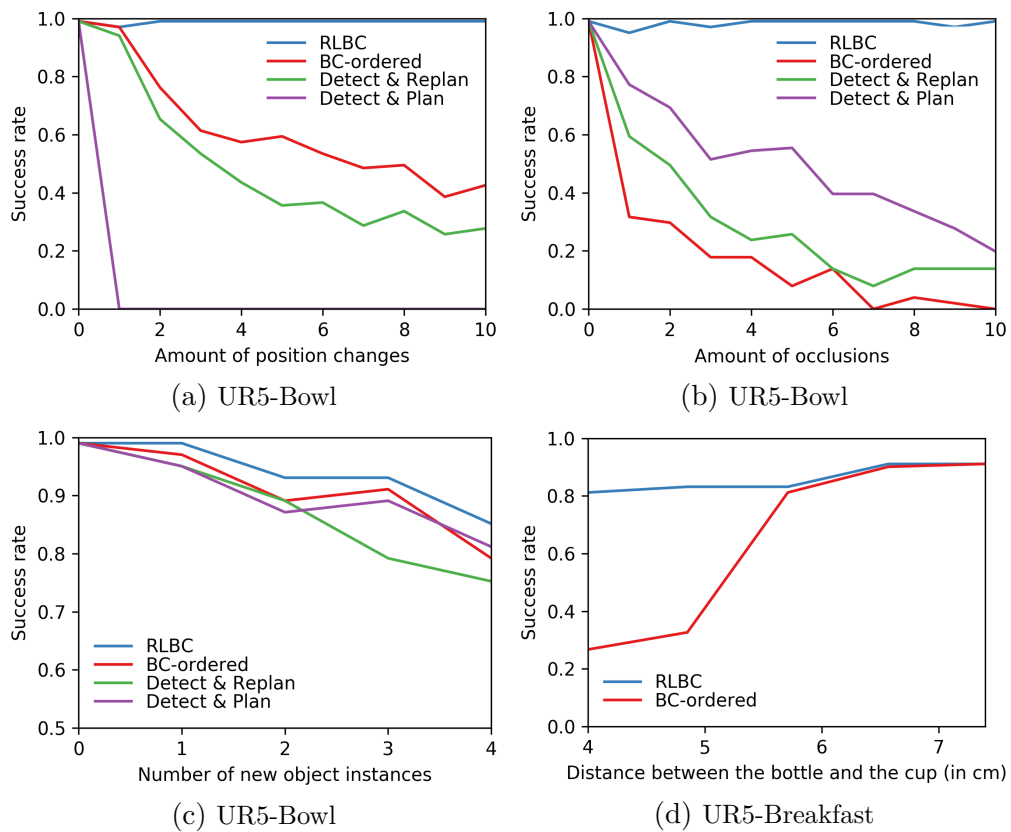 1.0
0.8
0.6
0.4
0.2
0.0
Success rate
RLBC
BC-ordered
Detect & Replan
Detect & Plan
0 2 4 6 8 10
Amount of position changes
(a) UR5-Bowl
1.0
0.8
0.6
0.4
0.2
0.0
Success rate
RLBC
BC-ordered
Detect & Replan
Detect & Plan
0 2 4 6 8 10
Amount of occlusions
(b) UR5-Bowl
1.0
0.9
0.8
0.7
0.6
0.5
Success rate
RLBC
BC-ordered
Detect & Replan
Detect & Plan
0 1 2 3 4
Number of new object instances
(c) UR5-Bowl
1.0
0.8
0.6
0.4
0.2
0.0
Success rate
RLBC
BC-ordered
4 5 6 7
Distance between the bottle and the cup (in cm)
(d) UR5-Breakfast